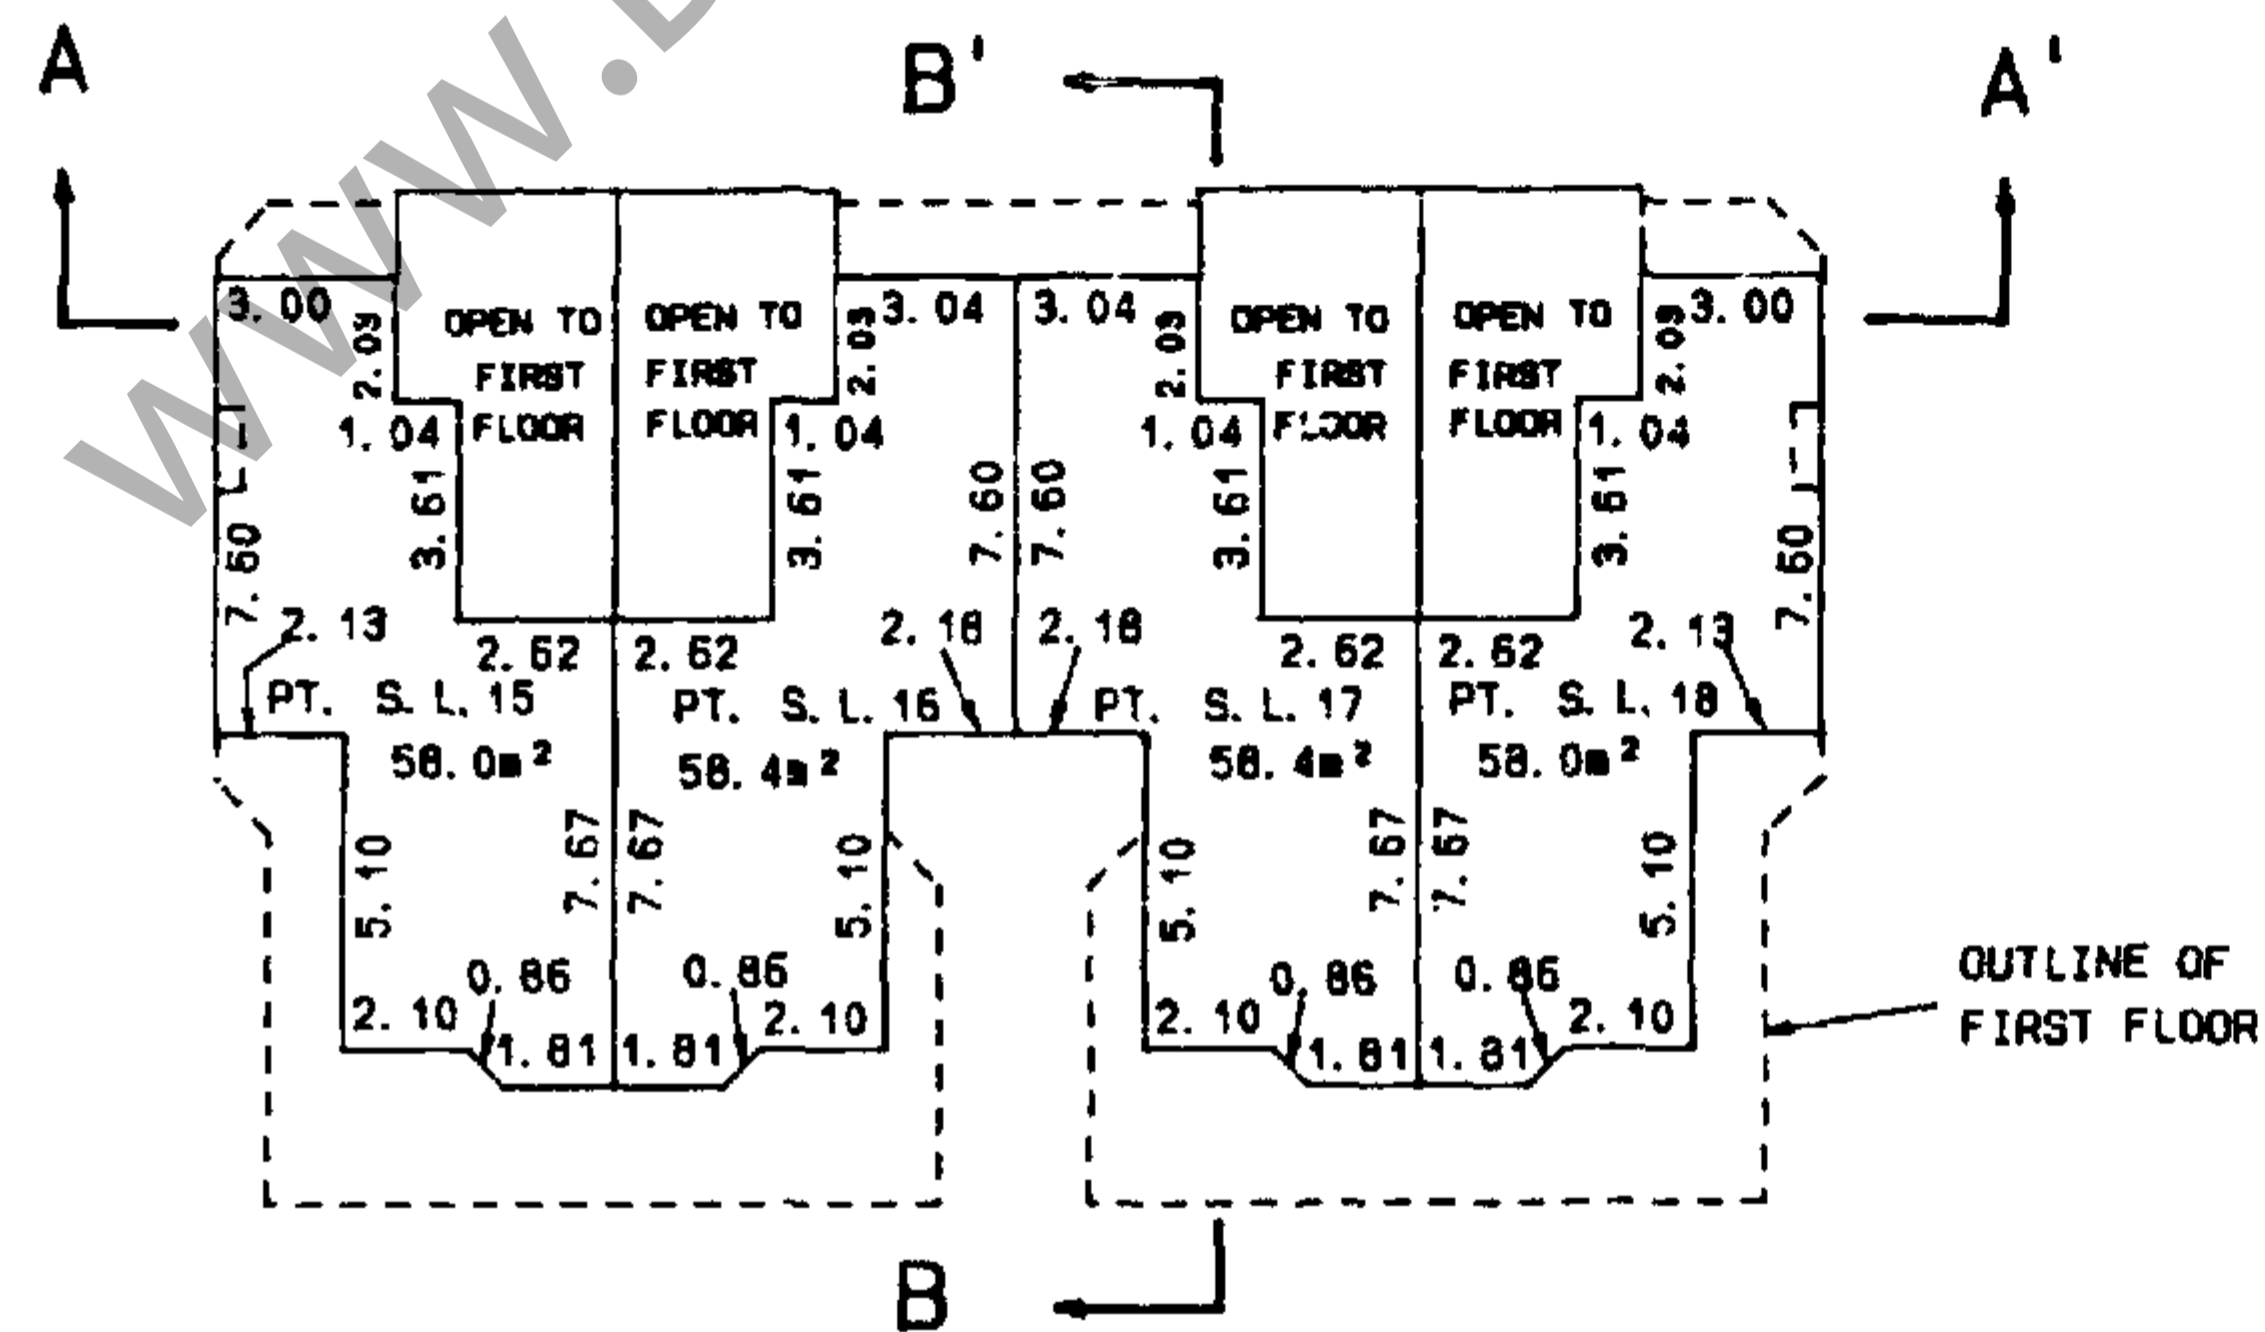 A
B'
A'
3.00
2.03
OPEN TO
FIRST
FLOOR
OPEN TO
FIRST
FLOOR
2.03
3.04
3.04
2.03
OPEN TO
FIRST
FLOOR
OPEN TO
FIRST
FLOOR
2.03
3.00
1.04
1.04
1.04
1.04
3.61
3.61
7.60
7.60
3.61
3.61
7.60
7.60
2.13
2.62
2.62
2.18
2.18
2.62
2.62
2.13
PT. S.L.15
58.0m²
PT. S.L.16
58.4m²
PT. S.L.17
58.4m²
PT. S.L.18
58.0m²
5.10
7.67
7.67
5.10
5.10
7.67
7.67
5.10
0.86
0.86
0.86
0.86
2.10
1.81
1.81
2.10
2.10
1.81
1.81
2.10
OUTLINE OF
FIRST FLOOR
B
www.